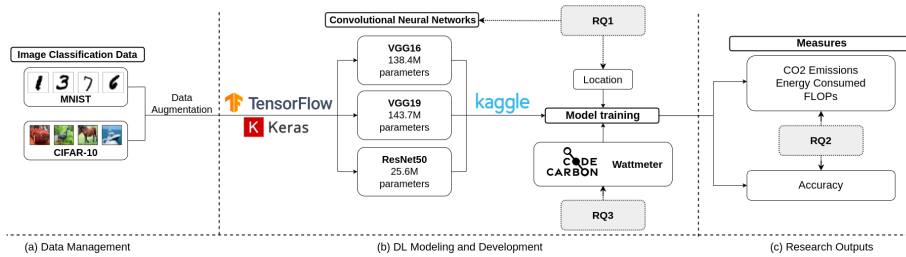 Image Classification Data
MNIST
CIFAR-10
Data
Augmentation
TensorFlow
K Keras
Convolutional Neural Networks
VGG16
138.4M
parameters
VGG19
143.7M
parameters
ResNet50
25.6M
parameters
kaggle
RQ1
Location
Model training
CODE
CARBON
Wattmeter
RQ3
Measures
CO2 Emissions
Energy Consumed
FLOPs
RQ2
Accuracy
(a) Data Management
(b) DL Modeling and Development
(c) Research Outputs
1 3 7 6